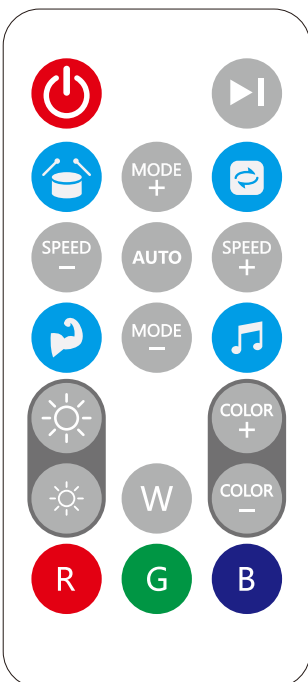 MODE
+
SPEED
−
AUTO
SPEED
+
MODE
−
COLOR
+
W
COLOR
−
R G B